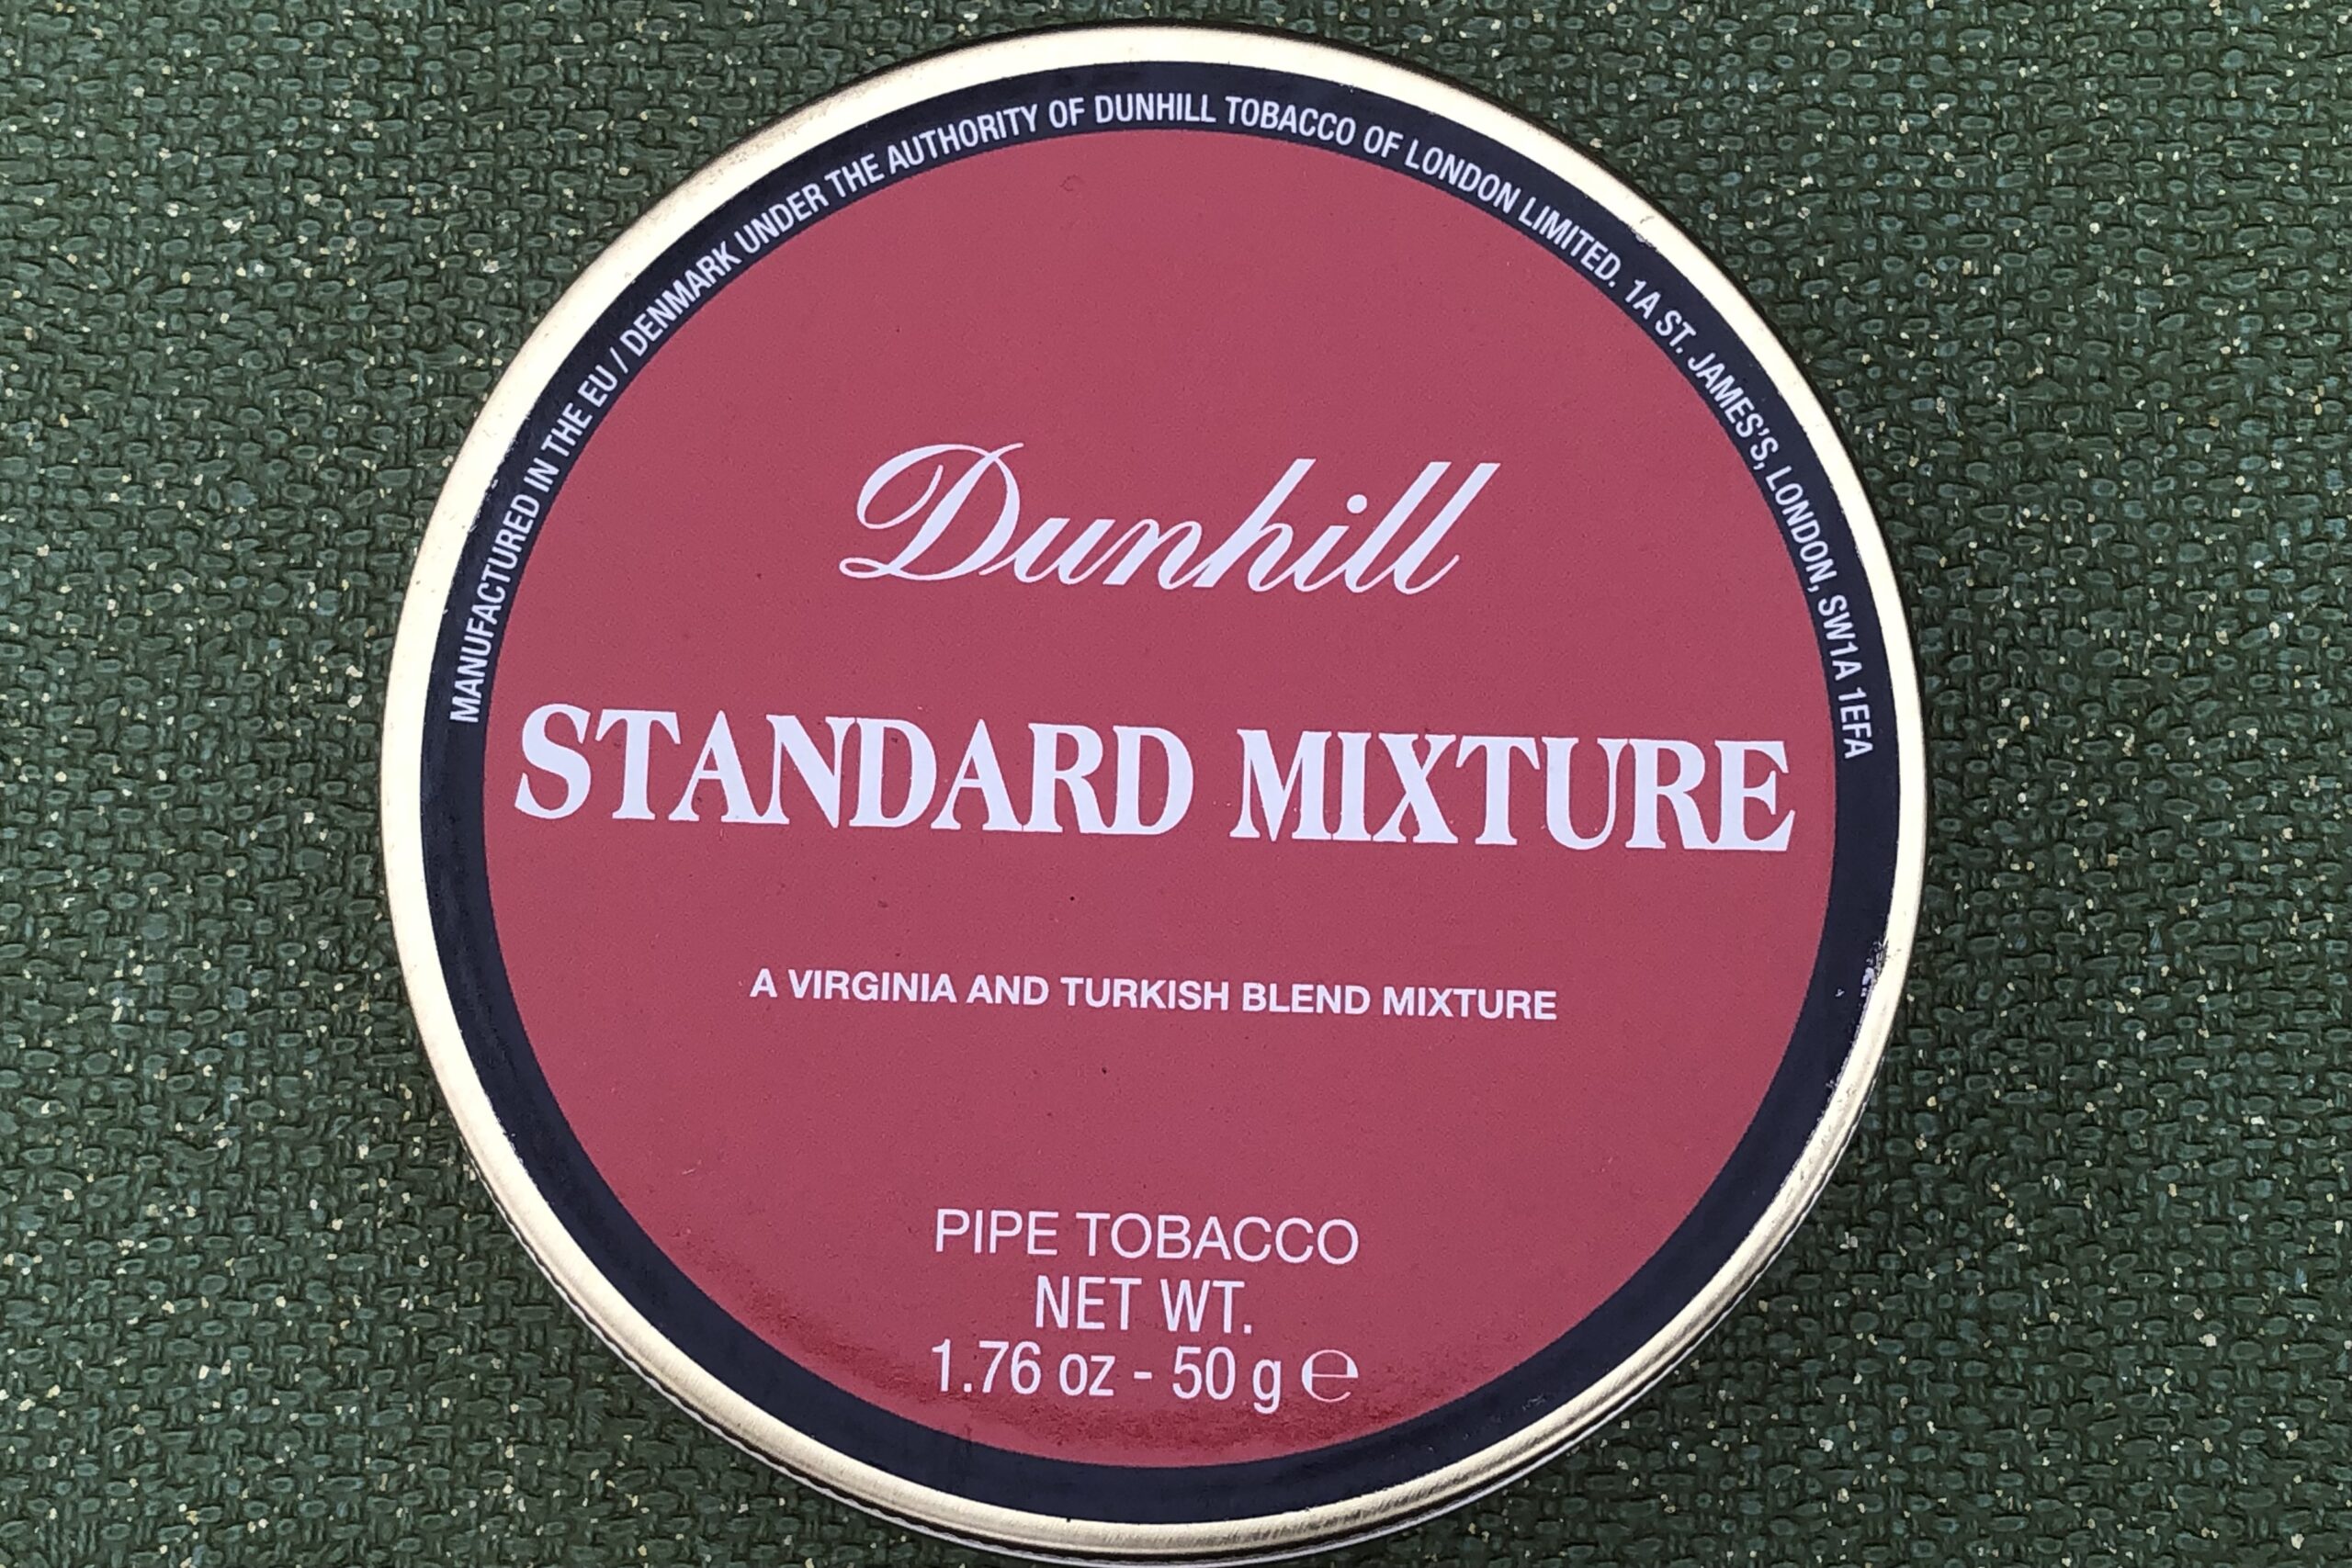 MANUFACTURED IN THE EU / DENMARK UNDER THE AUTHORITY OF DUNHILL TOBACCO OF LONDON LIMITED. 1A ST. JAMES'S, LONDON, SW1A 1EFA
Dunhill
STANDARD MIXTURE
A VIRGINIA AND TURKISH BLEND MIXTURE
PIPE TOBACCO
NET WT.
1.76 oz - 50 g ℮